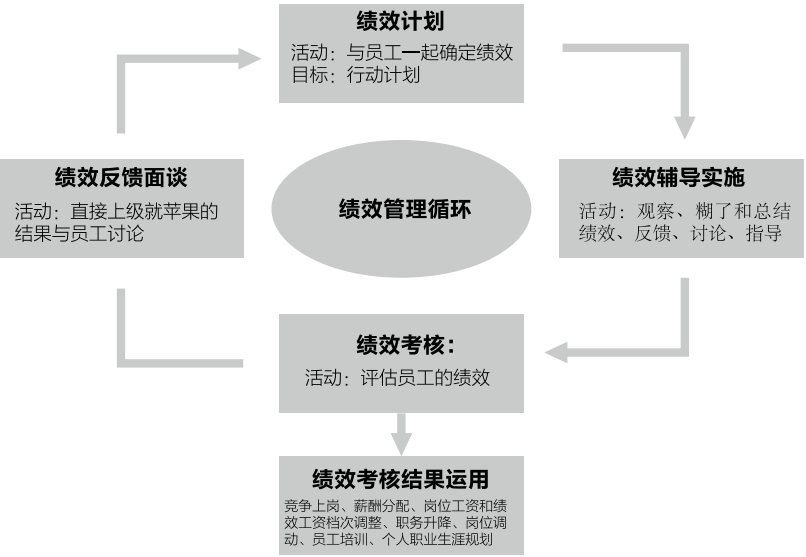 绩效计划
活动：与员工一起确定绩效
目标：行动计划
绩效反馈面谈
活动：直接上级就苹果的
结果与员工讨论
绩效管理循环
绩效辅导实施
活动：观察、糊了和总结
绩效、反馈、讨论、指导
绩效考核：
活动：评估员工的绩效
绩效考核结果运用
竞争上岗、薪酬分配、岗位工资和绩
效工资档次调整、职务升降、岗位调
动、员工培训、个人职业生涯规划